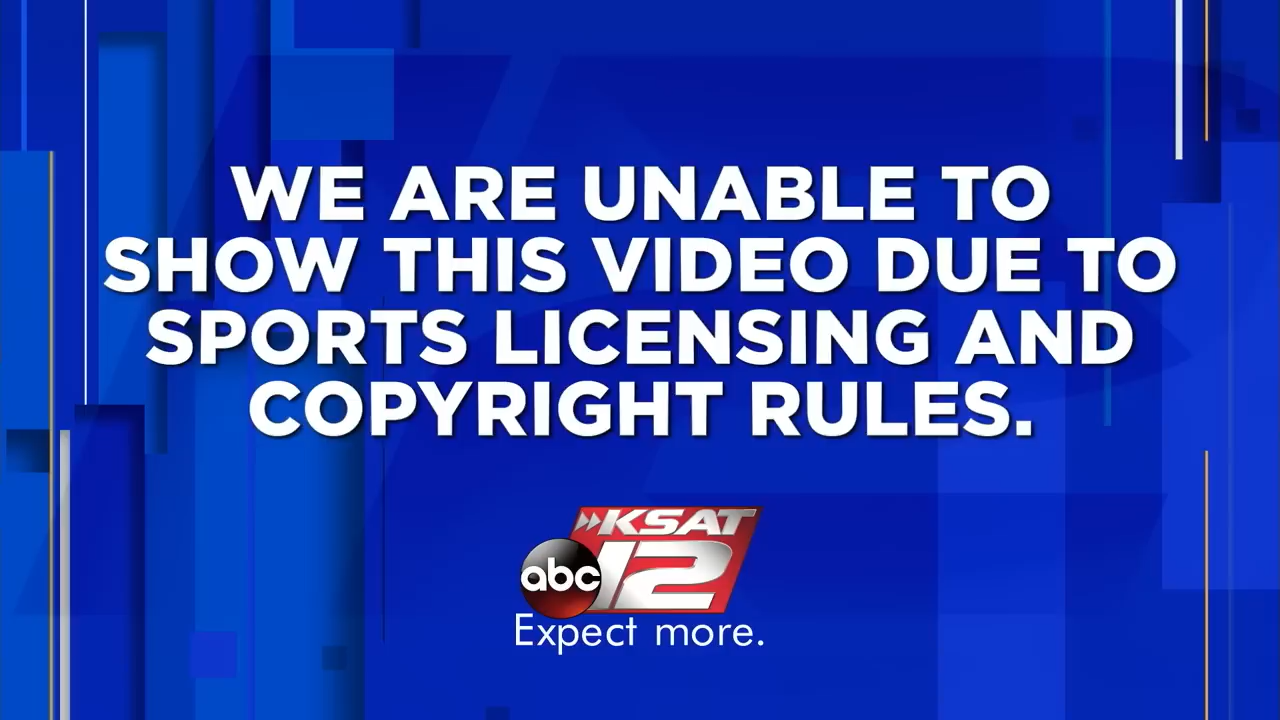 WE ARE UNABLE TO
SHOW THIS VIDEO DUE TO
SPORTS LICENSING AND
COPYRIGHT RULES.
KSAT
abc 12
Expect more.